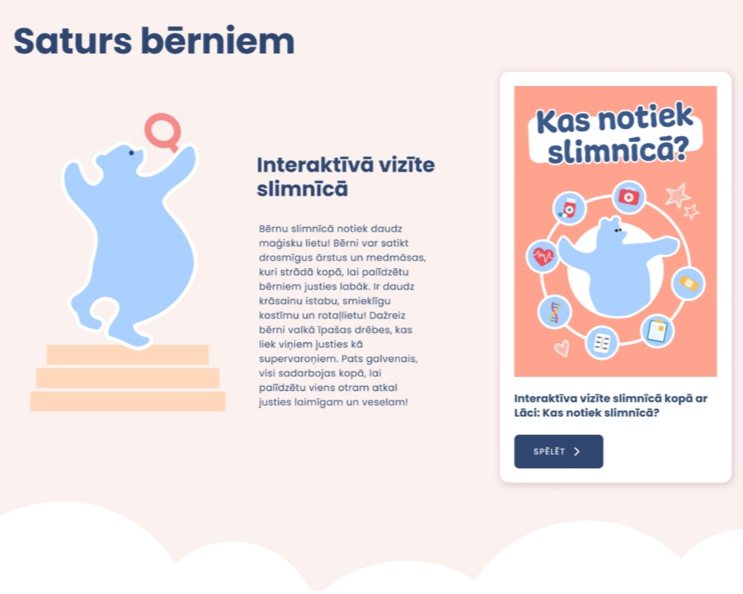 Saturs bērniem
Interaktīvā vizīte
slimnīcā
Bērnu slimnīcā notiek daudz
maģisku lietu! Bērni var satikt
drosmīgus ārstus un medmāsas,
kuri strādā kopā, lai palīdzētu
bērniem justies labāk. Ir daudz
krāsainu istabu, smieklīgu
kostīmu un rotaļlietu! Dažreiz
bērni valkā īpašas drēbes, kas
liek viņiem justies kā
supervaroņiem. Pats galvenais,
visi sadarbojas kopā, lai
palīdzētu viens otram atkal
justies laimīgam un veselam!
Kas notiek
slimnīcā?
Interaktīva vizīte slimnīcā kopā ar
Lāci: Kas notiek slimnīcā?
SPĒLĒT